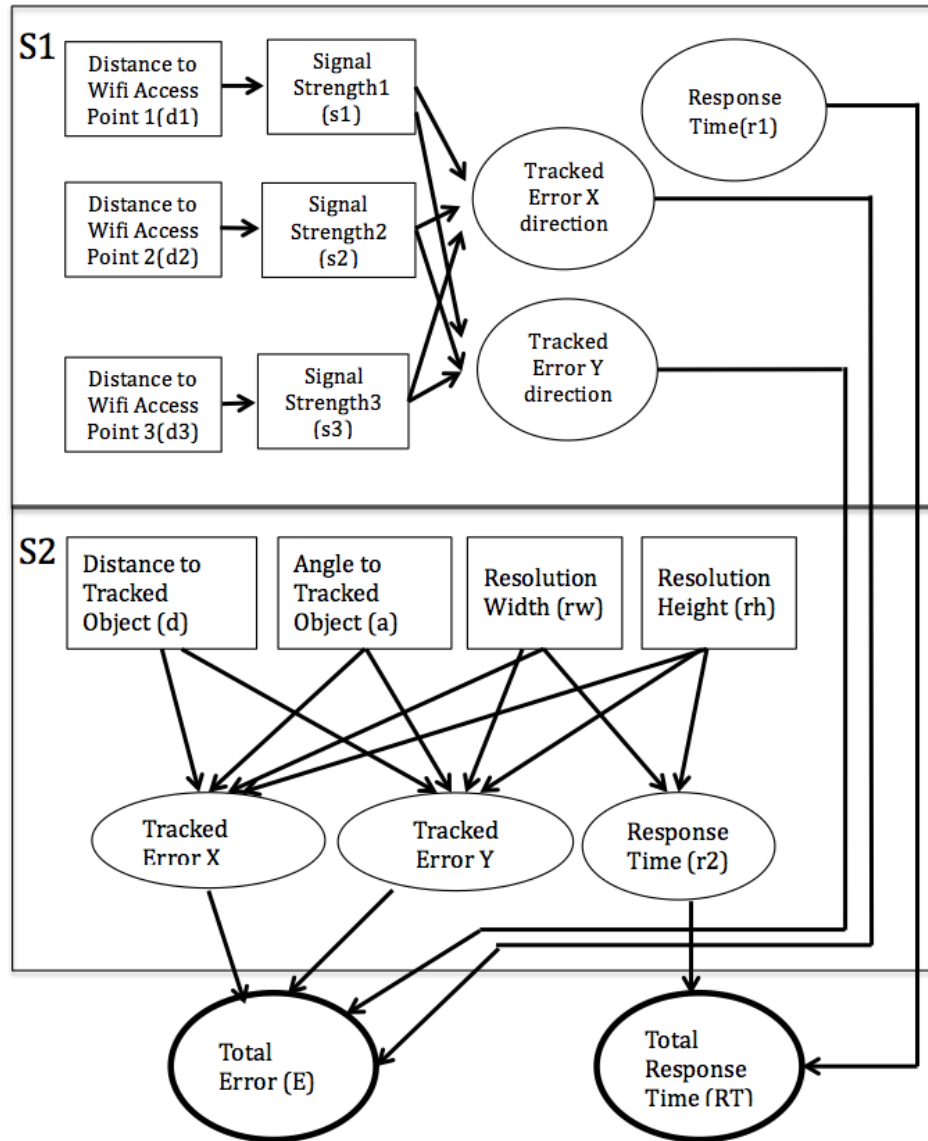 S1
Distance to
Wifi Access
Point 1(d1)
Signal
Strength1
(s1)
Response
Time(r1)
Tracked
Error X
direction
Distance to
Wifi Access
Point 2(d2)
Signal
Strength2
(s2)
Tracked
Error Y
direction
Distance to
Wifi Access
Point 3(d3)
Signal
Strength3
(s3)
S2
Distance to
Tracked
Object (d)
Angle to
Tracked
Object (a)
Resolution
Width (rw)
Resolution
Height (rh)
Tracked
Error X
Tracked
Error Y
Response
Time (r2)
Total
Error (E)
Total
Response
Time (RT)